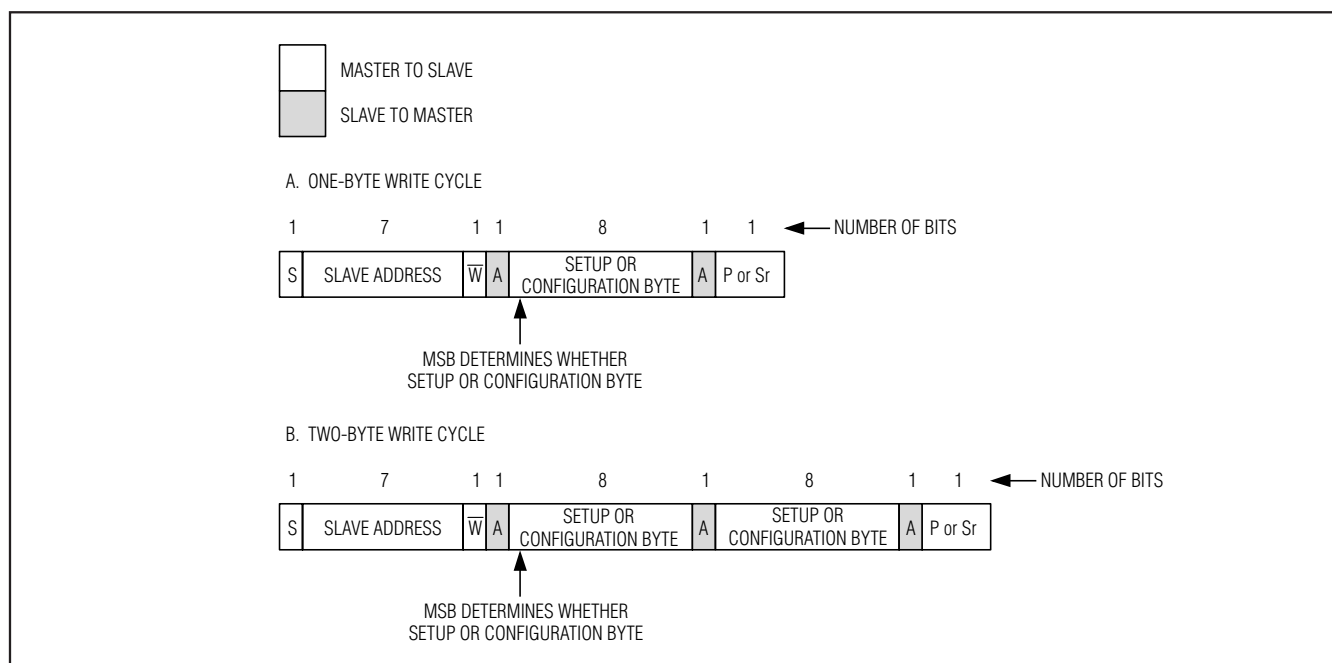 MASTER TO SLAVE
SLAVE TO MASTER
A. ONE-BYTE WRITE CYCLE
1 7 1 1 8 1 1 NUMBER OF BITS
S SLAVE ADDRESS W̅ A SETUP OR CONFIGURATION BYTE A P or Sr
MSB DETERMINES WHETHER
SETUP OR CONFIGURATION BYTE
B. TWO-BYTE WRITE CYCLE
1 7 1 1 8 1 8 1 1 NUMBER OF BITS
S SLAVE ADDRESS W̅ A SETUP OR CONFIGURATION BYTE A SETUP OR CONFIGURATION BYTE A P or Sr
MSB DETERMINES WHETHER
SETUP OR CONFIGURATION BYTE